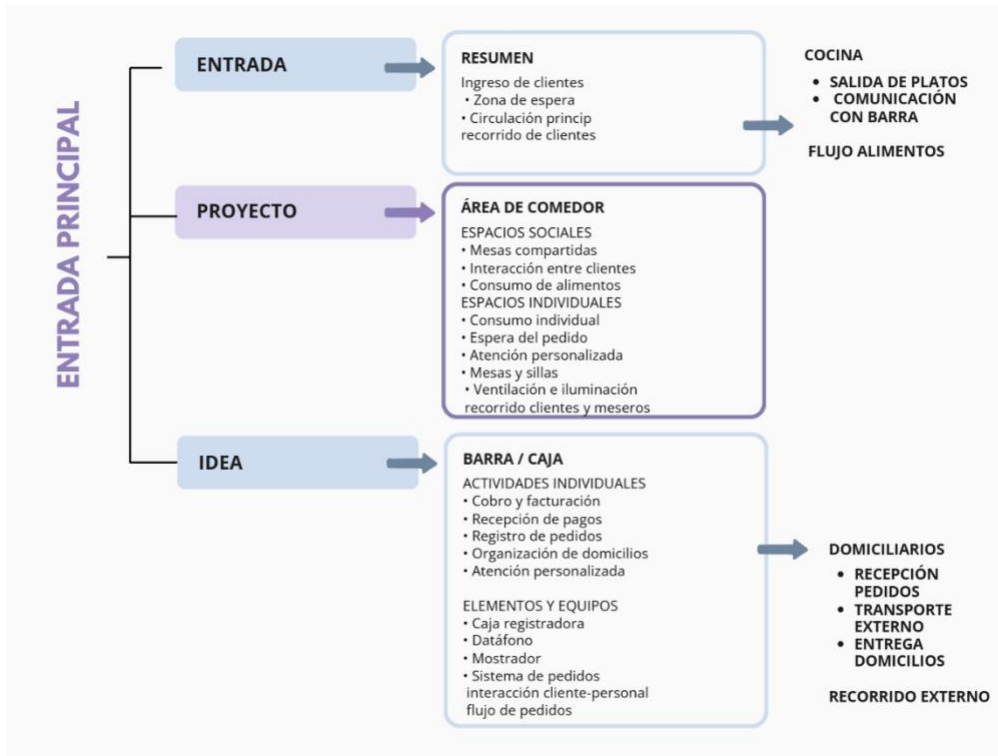 ENTRADA PRINCIPAL
ENTRADA
RESUMEN
Ingreso de clientes
• Zona de espera
• Circulación princip
recorrido de clientes
COCINA
• SALIDA DE PLATOS
• COMUNICACIÓN
CON BARRA
FLUJO ALIMENTOS
PROYECTO
ÁREA DE COMEDOR
ESPACIOS SOCIALES
• Mesas compartidas
• Interacción entre clientes
• Consumo de alimentos
ESPACIOS INDIVIDUALES
• Consumo individual
• Espera del pedido
• Atención personalizada
• Mesas y sillas
• Ventilación e iluminación
recorrido clientes y meseros
IDEA
BARRA / CAJA
ACTIVIDADES INDIVIDUALES
• Cobro y facturación
• Recepción de pagos
• Registro de pedidos
• Organización de domicilios
• Atención personalizada
ELEMENTOS Y EQUIPOS
• Caja registradora
• Datáfono
• Mostrador
• Sistema de pedidos
interacción cliente-personal
flujo de pedidos
DOMICILIARIOS
• RECEPCIÓN
PEDIDOS
• TRANSPORTE
EXTERNO
• ENTREGA
DOMICILIOS
RECORRIDO EXTERNO